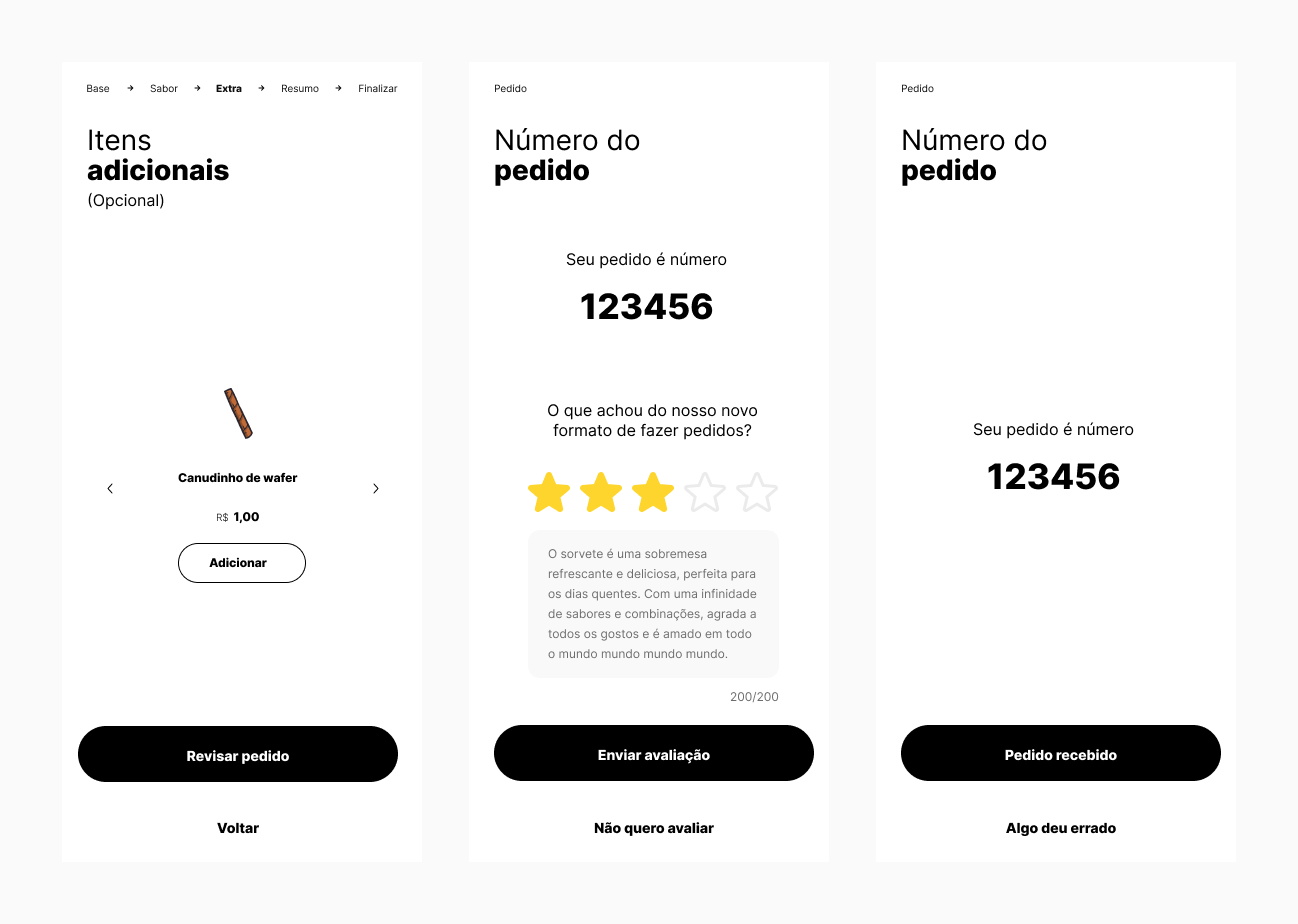 Base → Sabor → Extra → Resumo → Finalizar
Itens
adicionais
(Opcional)
Canudinho de wafer
R$ 1,00
Adicionar
Revisar pedido
Voltar
Pedido
Número do
pedido
Seu pedido é número
123456
O que achou do nosso novo
formato de fazer pedidos?
O sorvete é uma sobremesa
refrescante e deliciosa, perfeita para
os dias quentes. Com uma infinidade
de sabores e combinações, agrada a
todos os gostos e é amado em todo
o mundo mundo mundo mundo.
200/200
Enviar avaliação
Não quero avaliar
Pedido
Número do
pedido
Seu pedido é número
123456
Pedido recebido
Algo deu errado